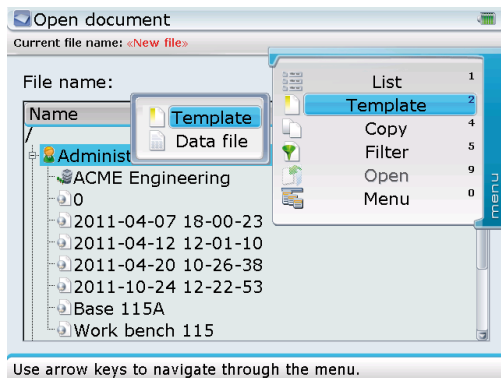 Open document
Current file name: «New file»
File name:
Name
/
Administ
ACME Engineering
0
2011-04-07 18-00-23
2011-04-12 12-01-10
2011-04-20 10-26-38
2011-10-24 12-22-53
Base 115A
Work bench 115
Template
Data file
List 1
Template 2
Copy 4
Filter 5
Open 9
Menu 0
menu
Use arrow keys to navigate through the menu.